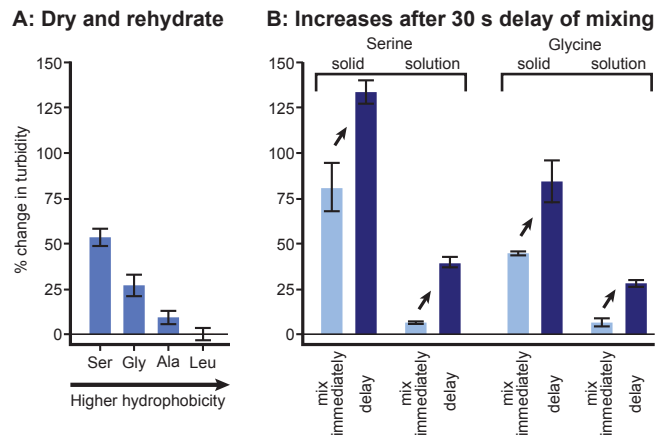 A: Dry and rehydrate
% change in turbidity
150
125
100
75
50
25
0
Ser Gly Ala Leu
Higher hydrophobicity
B: Increases after 30 s delay of mixing
Serine Glycine
solid solution solid solution
150
125
100
75
50
25
0
mix
immediately
delay
mix
immediately
delay
mix
immediately
delay
mix
immediately
delay